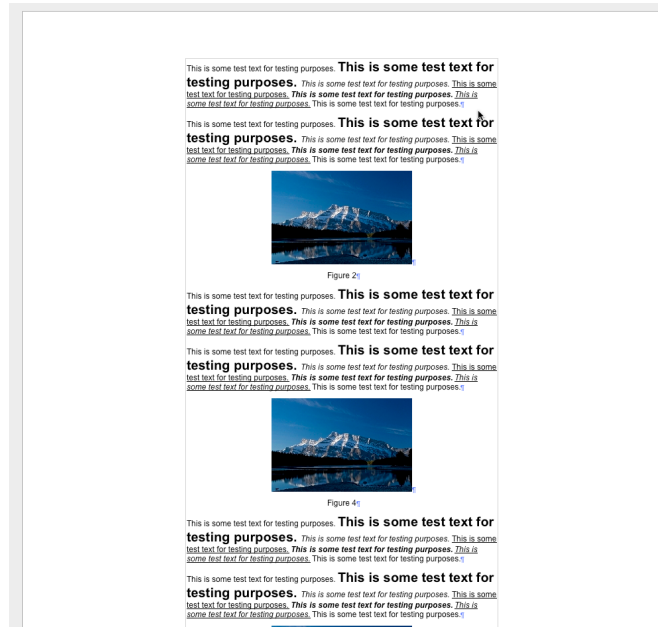 This is some test text for testing purposes. This is some test text for
testing purposes. This is some test text for testing purposes. This is some
test text for testing purposes. This is some test text for testing purposes. This is
some test text for testing purposes. This is some test text for testing purposes.¶
This is some test text for testing purposes. This is some test text for
testing purposes. This is some test text for testing purposes. This is some
test text for testing purposes. This is some test text for testing purposes. This is
some test text for testing purposes. This is some test text for testing purposes.¶
¶
Figure 2¶
This is some test text for testing purposes. This is some test text for
testing purposes. This is some test text for testing purposes. This is some
test text for testing purposes. This is some test text for testing purposes. This is
some test text for testing purposes. This is some test text for testing purposes.¶
This is some test text for testing purposes. This is some test text for
testing purposes. This is some test text for testing purposes. This is some
test text for testing purposes. This is some test text for testing purposes. This is
some test text for testing purposes. This is some test text for testing purposes.¶
¶
Figure 4¶
This is some test text for testing purposes. This is some test text for
testing purposes. This is some test text for testing purposes. This is some
test text for testing purposes. This is some test text for testing purposes. This is
some test text for testing purposes. This is some test text for testing purposes.¶
This is some test text for testing purposes. This is some test text for
testing purposes. This is some test text for testing purposes. This is some
test text for testing purposes. This is some test text for testing purposes. This is
some test text for testing purposes. This is some test text for testing purposes.¶